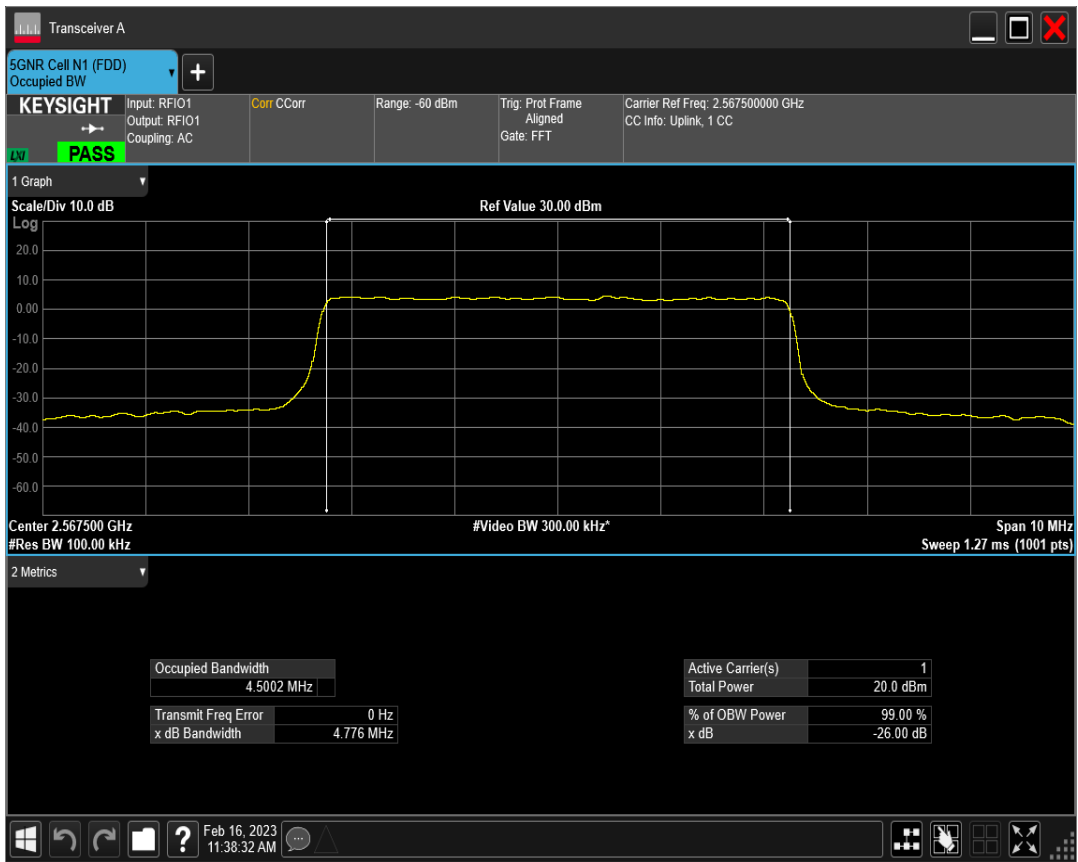 Transceiver A
5GNR Cell N1 (FDD)
Occupied BW
+
KEYSIGHT
LXI
PASS
Input: RFIO1
Output: RFIO1
Coupling: AC
Corr CCorr
Range: -60 dBm
Trig: Prot Frame
Aligned
Gate: FFT
Carrier Ref Freq: 2.567500000 GHz
CC Info: Uplink, 1 CC
1 Graph
Scale/Div 10.0 dB
Ref Value 30.00 dBm
Log
20.0
10.0
0.00
-10.0
-20.0
-30.0
-40.0
-50.0
-60.0
Center 2.567500 GHz
#Video BW 300.00 kHz*
Span 10 MHz
#Res BW 100.00 kHz
Sweep 1.27 ms (1001 pts)
2 Metrics
Occupied Bandwidth
4.5002 MHz
Transmit Freq Error 0 Hz
x dB Bandwidth 4.776 MHz
Active Carrier(s) 1
Total Power 20.0 dBm
% of OBW Power 99.00 %
x dB -26.00 dB
?
Feb 16, 2023
11:38:32 AM